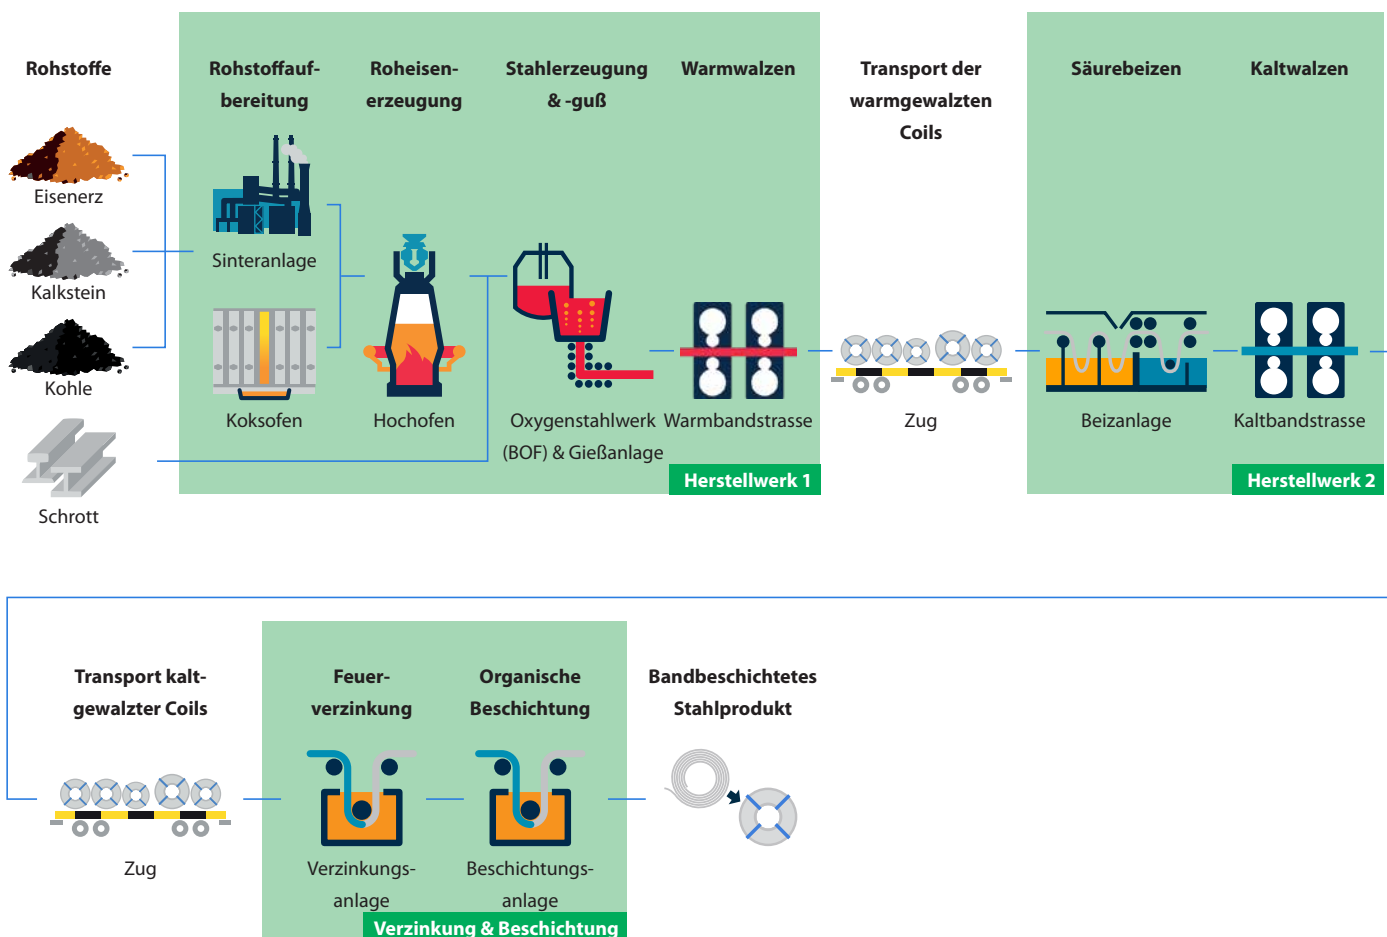 Rohstoffe
Rohstoffauf-
bereitung
Roheisen-
erzeugung
Stahlerzeugung
& -guß
Warmwalzen
Transport der
warmgewalzten
Coils
Säurebeizen
Kaltwalzen
Eisenerz
Kalkstein
Kohle
Schrott
Sinteranlage
Koksofen
Hochofen
Oxygenstahlwerk
(BOF) & Gießanlage
Warmbandstrasse
Herstellwerk 1
Zug
Beizanlage
Kaltbandstrasse
Herstellwerk 2
Transport kalt-
gewalzter Coils
Feuer-
verzinkung
Organische
Beschichtung
Bandbeschichtetes
Stahlprodukt
Zug
Verzinkungs-
anlage
Beschichtungs-
anlage
Verzinkung & Beschichtung